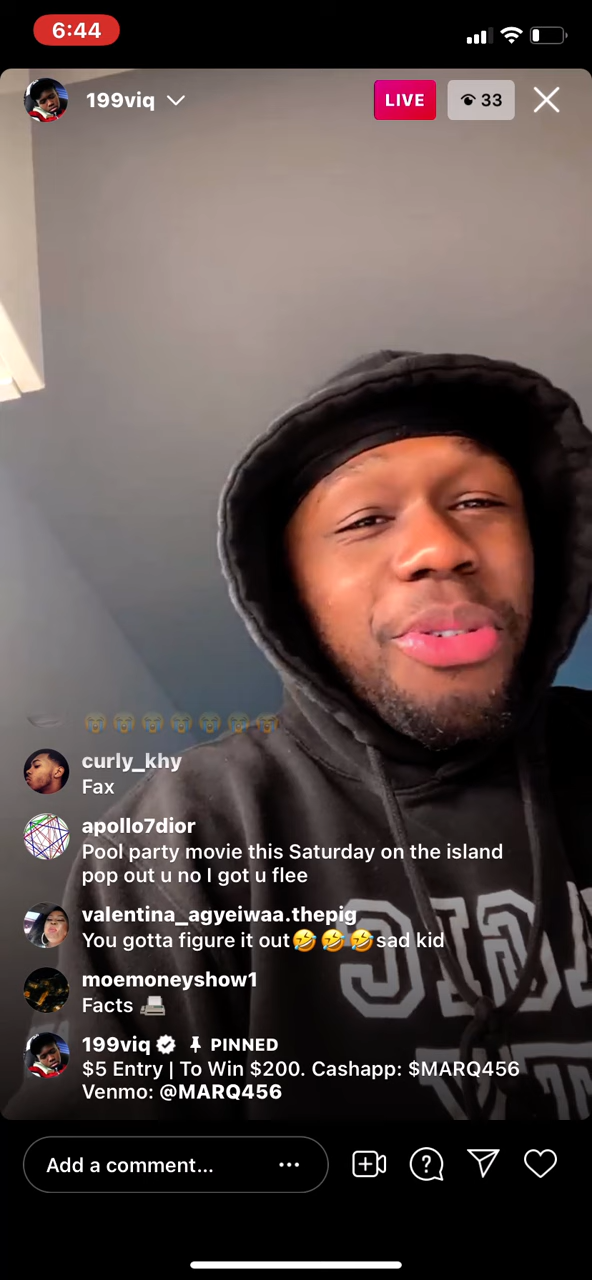 6:44
199viq
LIVE
33
😭😭😭😭😭😭😭
curly_khy
Fax
apollo7dior
Pool party movie this Saturday on the island
pop out u no I got u flee
valentina_agyeiwaa.thepig
You gotta figure it out🤣🤣🤣sad kid
moemoneyshow1
Facts 📠
199viq PINNED
$5 Entry | To Win $200. Cashapp: $MARQ456
Venmo: @MARQ456
Add a comment...